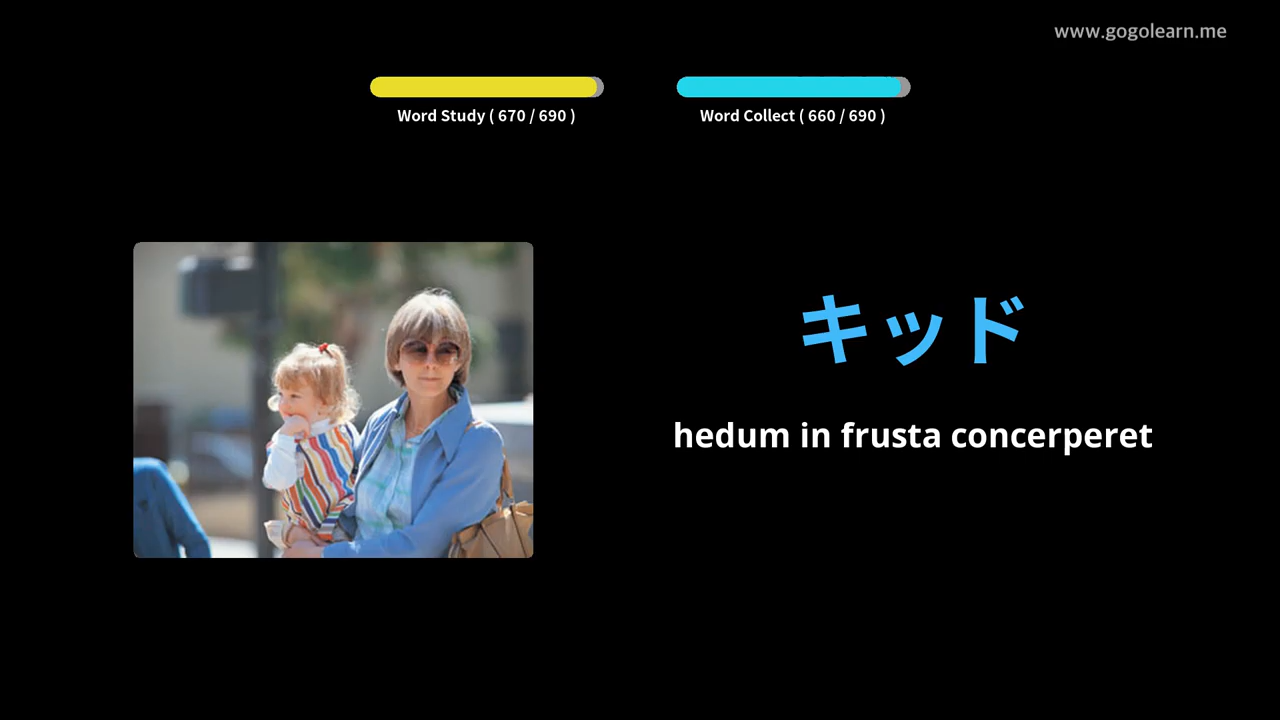 www.gogolearn.me
Word Study ( 670 / 690 )
Word Collect ( 660 / 690 )
キッド
hedum in frusta concerperet